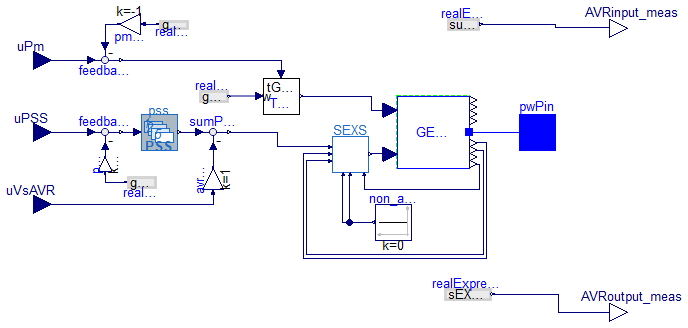 k=-1
realE...
AVRinput_meas
su...
g...
pm...
real...
uPm
feedba...
real...
tG...
g...
w
T...
pss
pwPin
uPSS
feedba...
sumP...
SEXS
GE...
PSS
p...
k...
g...
real...
avr...
k=1
uVsAVR
non_a...
k=0
realExpre...
sEX...
AVRoutput_meas